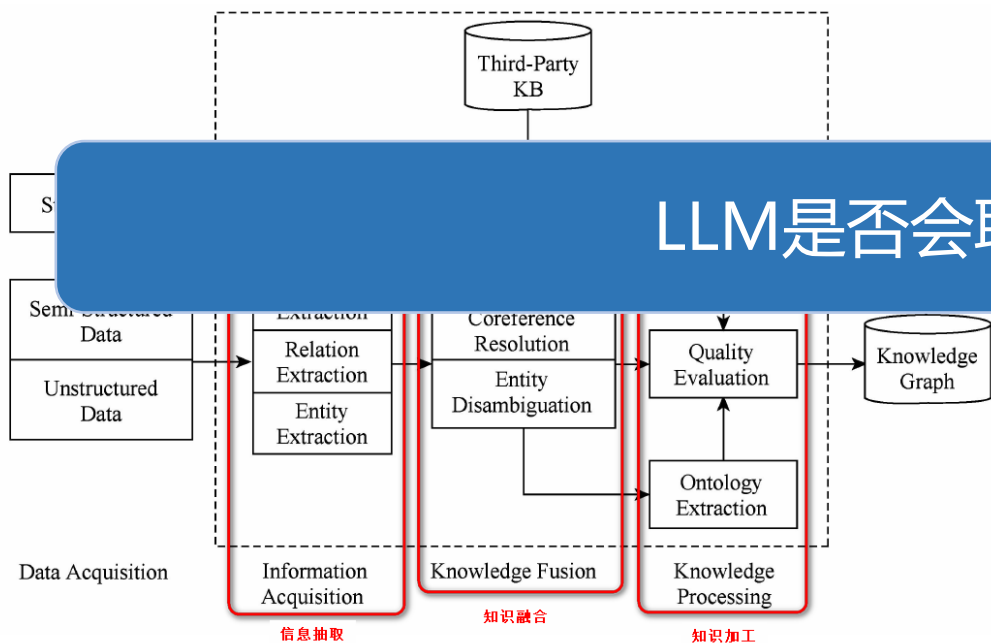 Third-Party
KB
LLM是否会
Data
Unstructured
Data
Extraction
Relation
Extraction
Entity
Extraction
Coreference
Resolution
Entity
Disambiguation
Quality
Evaluation
Ontology
Extraction
Knowledge
Graph
Data Acquisition
Information
Acquisition
Knowledge Fusion
Knowledge
Processing
信息抽取
知识融合
知识加工